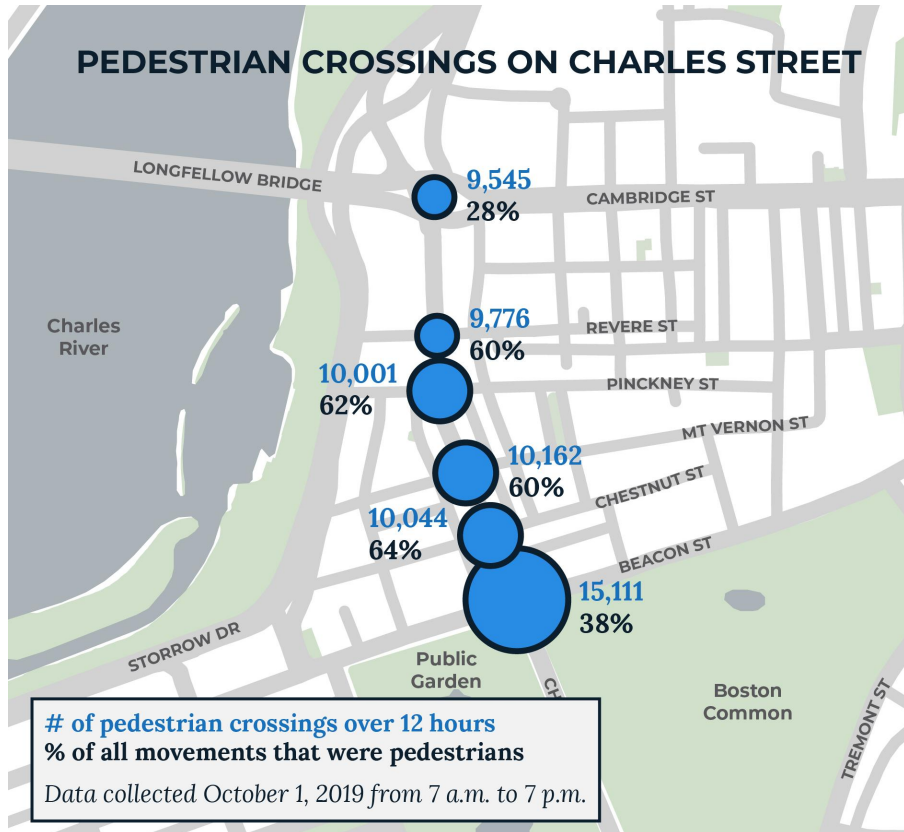 PEDESTRIAN CROSSINGS ON CHARLES STREET
LONGFELLOW BRIDGE
9,545
28%
CAMBRIDGE ST
Charles
River
9,776
60%
REVERE ST
10,001
62%
PINCKNEY ST
MT VERNON ST
10,162
60%
CHESTNUT ST
10,044
64%
BEACON ST
15,111
38%
STORROW DR
Public
Garden
CH
Boston
Common
TREMONT ST
# of pedestrian crossings over 12 hours
% of all movements that were pedestrians
Data collected October 1, 2019 from 7 a.m. to 7 p.m.